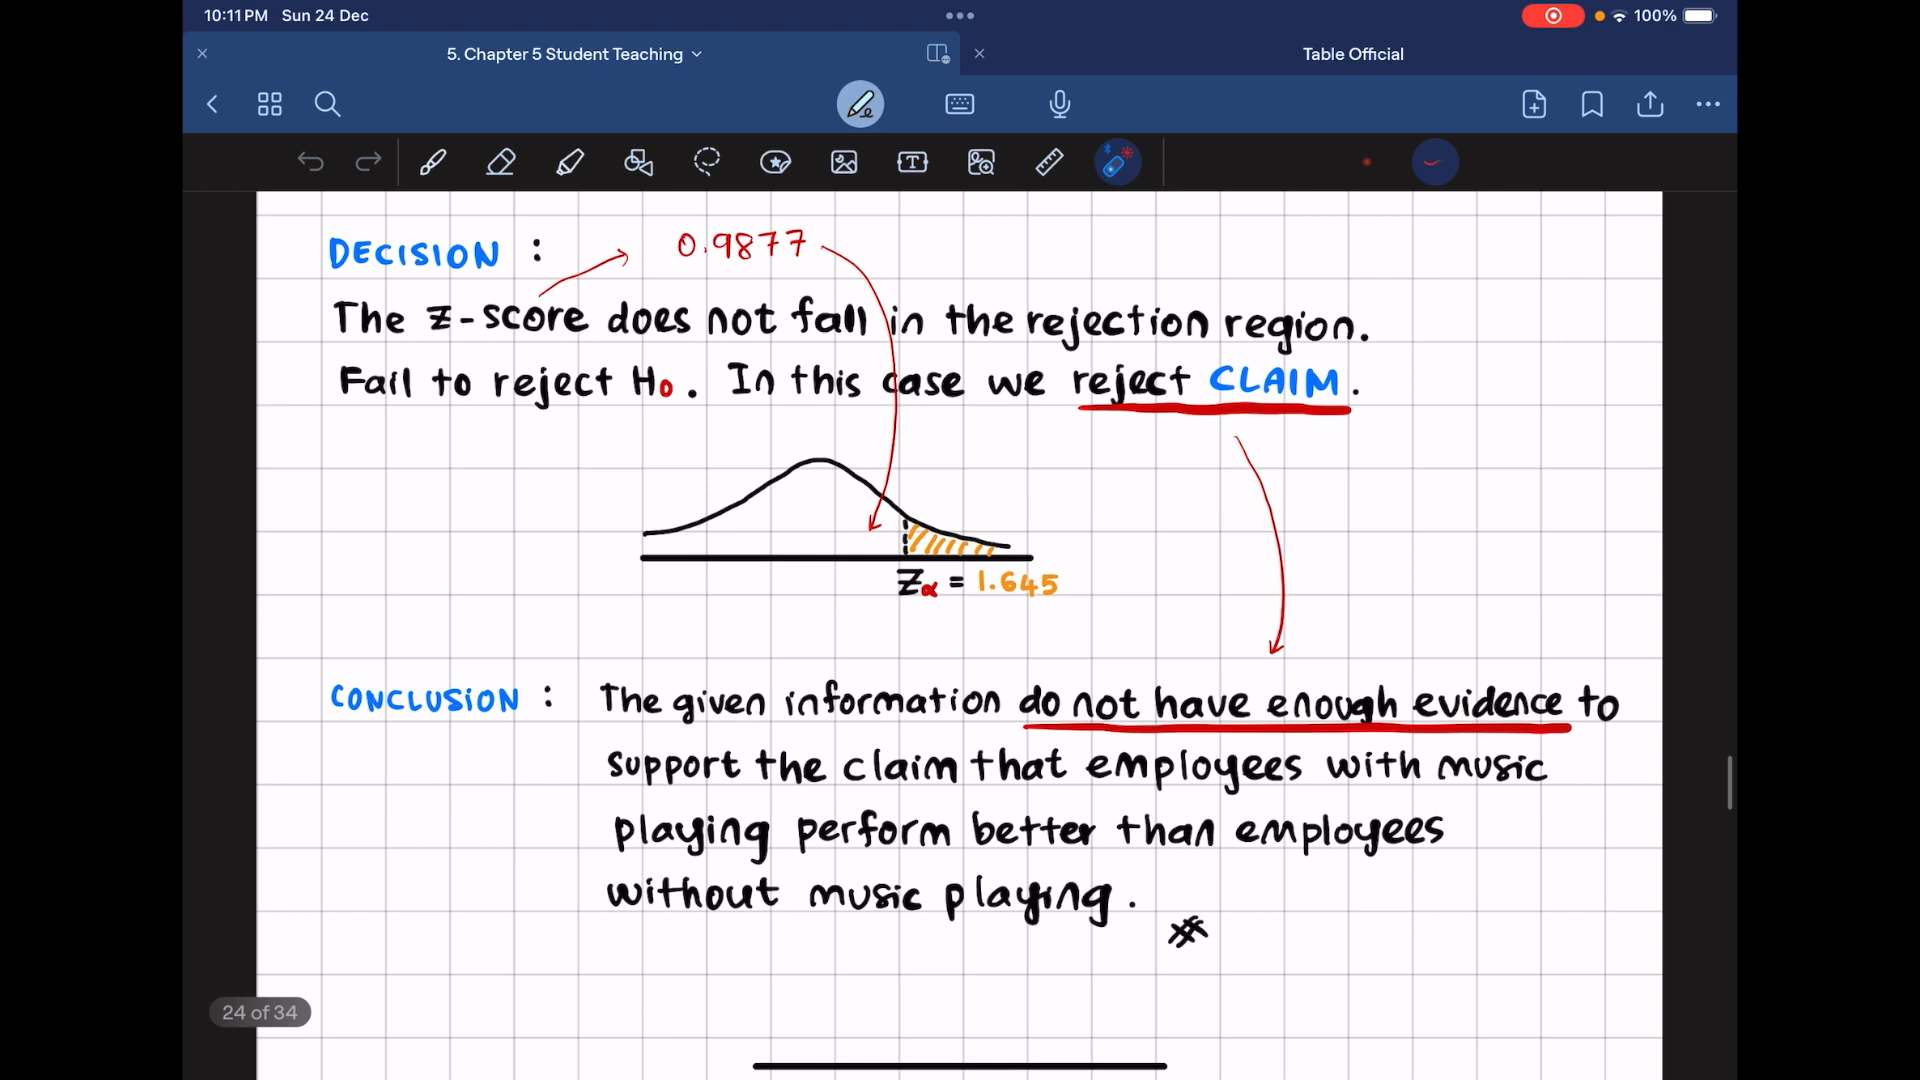 10:11 PM Sun 24 Dec
100%
5. Chapter 5 Student Teaching
Table Official
DECISION :
0.9877
The Z-score does not fall in the rejection region.
Fail to reject H0. In this case we reject CLAIM.
Zα = 1.645
CONCLUSION : The given information do not have enough evidence to
support the claim that employees with music
playing perform better than employees
without music playing.
#
24 of 34